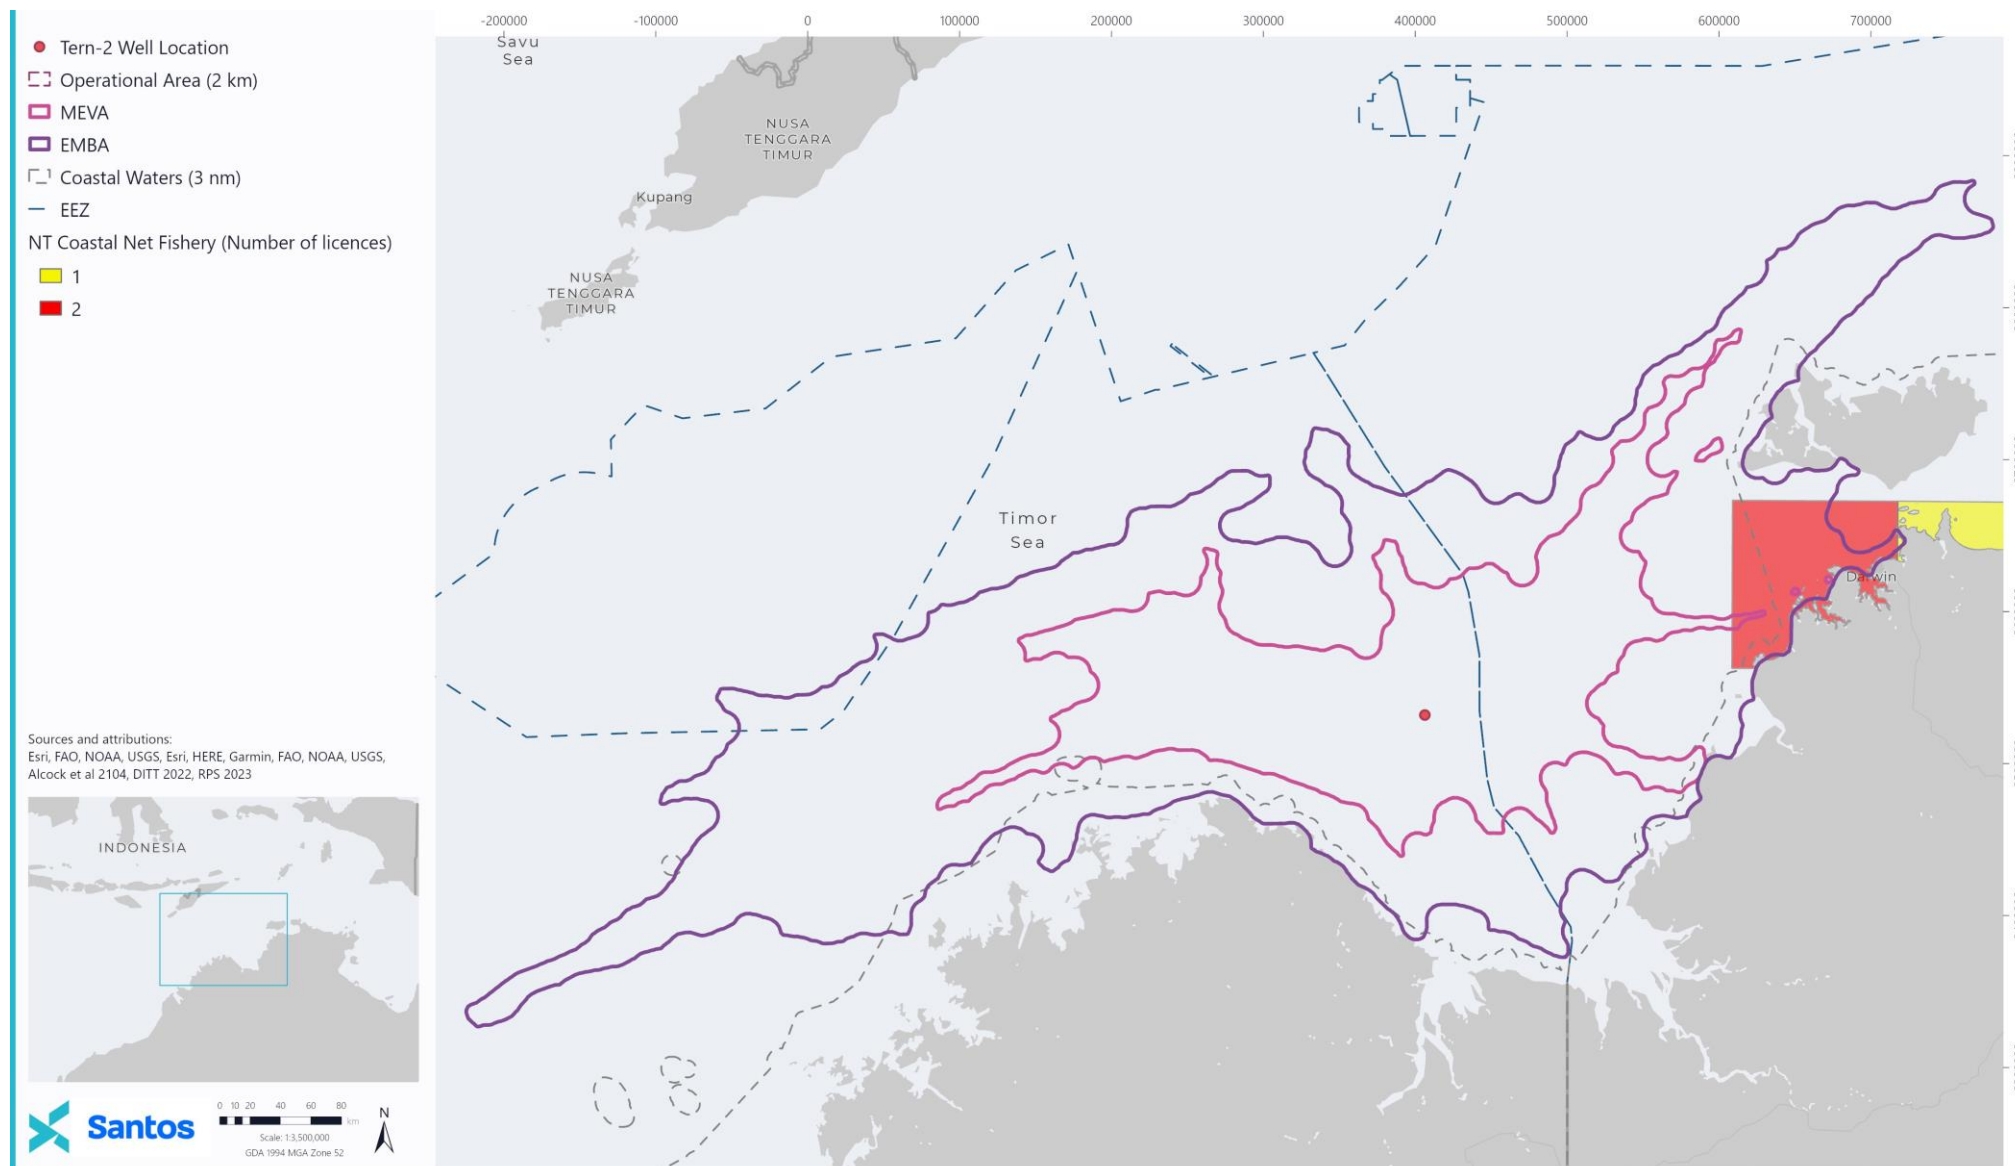 -200000 -100000 0 100000 200000 300000 400000 500000 600000 700000
Tern-2 Well Location
Operational Area (2 km)
MEVA
EMBA
Coastal Waters (3 nm)
EEZ
NT Coastal Net Fishery (Number of licences)
1
2
Savu
Sea
NUSA
TENGGARA
TIMUR
Kupang
NUSA
TENGGARA
TIMUR
Timor
Sea
Darwin
Sources and attributions:
Esri, FAO, NOAA, USGS, Esri, HERE, Garmin, FAO, NOAA, USGS,
Alcock et al 2104, DITT 2022, RPS 2023
INDONESIA
Santos
0 10 20 40 60 80
km
Scale: 1:3,500,000
GDA 1994 MGA Zone 52
N